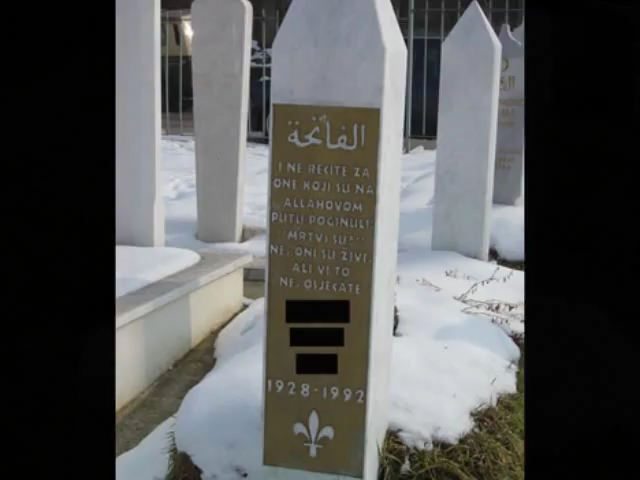 الفاتحة
I NE RECITE ZA
ONE KOJI SU NA
ALLAHOVOM
PUTU POGINULI:
"MRTVI SU"
NE, ONI SU ŽIVI,
ALI VI TO
NE OSJEĆATE
1928-1992